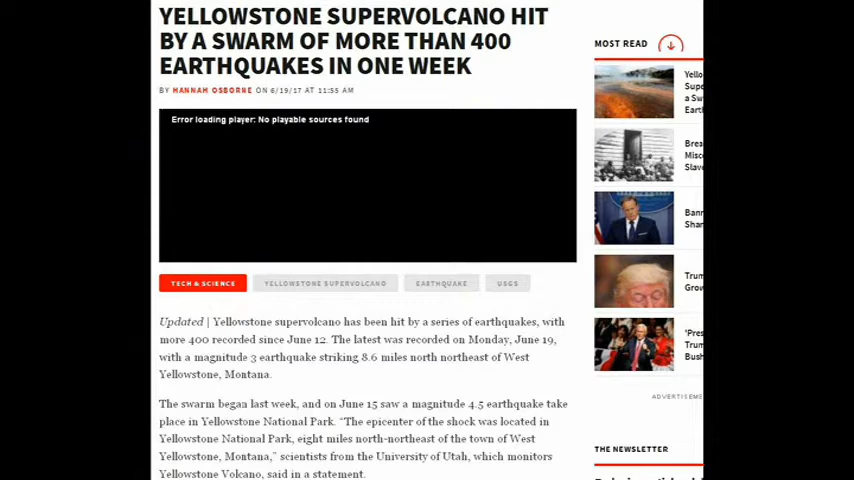 YELLOWSTONE SUPERVOLCANO HIT
BY A SWARM OF MORE THAN 400
EARTHQUAKES IN ONE WEEK
BY HANNAH OSBORNE ON 6/19/17 AT 11:55 AM
Error loading player: No playable sources found
TECH & SCIENCE
YELLOWSTONE SUPERVOLCANO
EARTHQUAKE
USGS
Updated | Yellowstone supervolcano has been hit by a series of earthquakes, with
more 400 recorded since June 12. The latest was recorded on Monday, June 19,
with a magnitude 3 earthquake striking 8.6 miles north northeast of West
Yellowstone, Montana.
The swarm began last week, and on June 15 saw a magnitude 4.5 earthquake take
place in Yellowstone National Park. “The epicenter of the shock was located in
Yellowstone National Park, eight miles north-northeast of the town of West
Yellowstone, Montana,” scientists from the University of Utah, which monitors
Yellowstone Volcano, said in a statement.
MOST READ
Yello
Supe
a Sw
Eart
Brea
Misc
Slav
Bann
Shar
Trum
Grow
'Pres
Trum
Bush
ADVERTISEME
THE NEWSLETTER